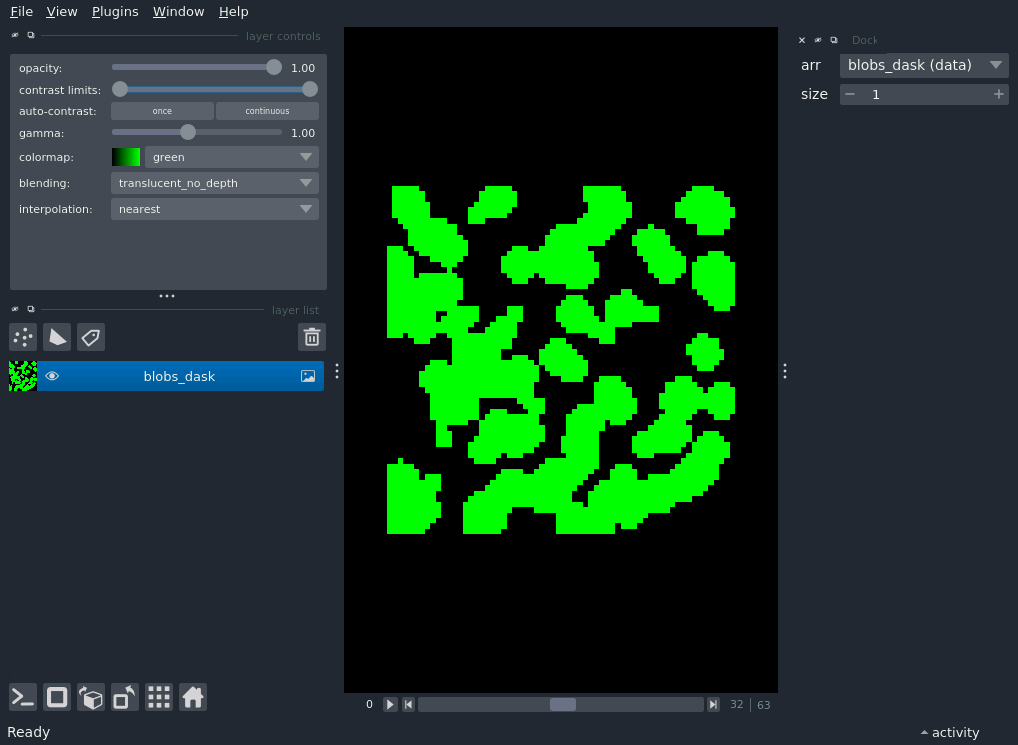 File View Plugins Window Help
layer controls
opacity: 1.00
contrast limits:
auto-contrast: once continuous
gamma: 1.00
colormap: green
blending: translucent_no_depth
interpolation: nearest
layer list
blobs_dask
0 32 63
Ready
activity
Dock
arr blobs_dask (data)
size 1